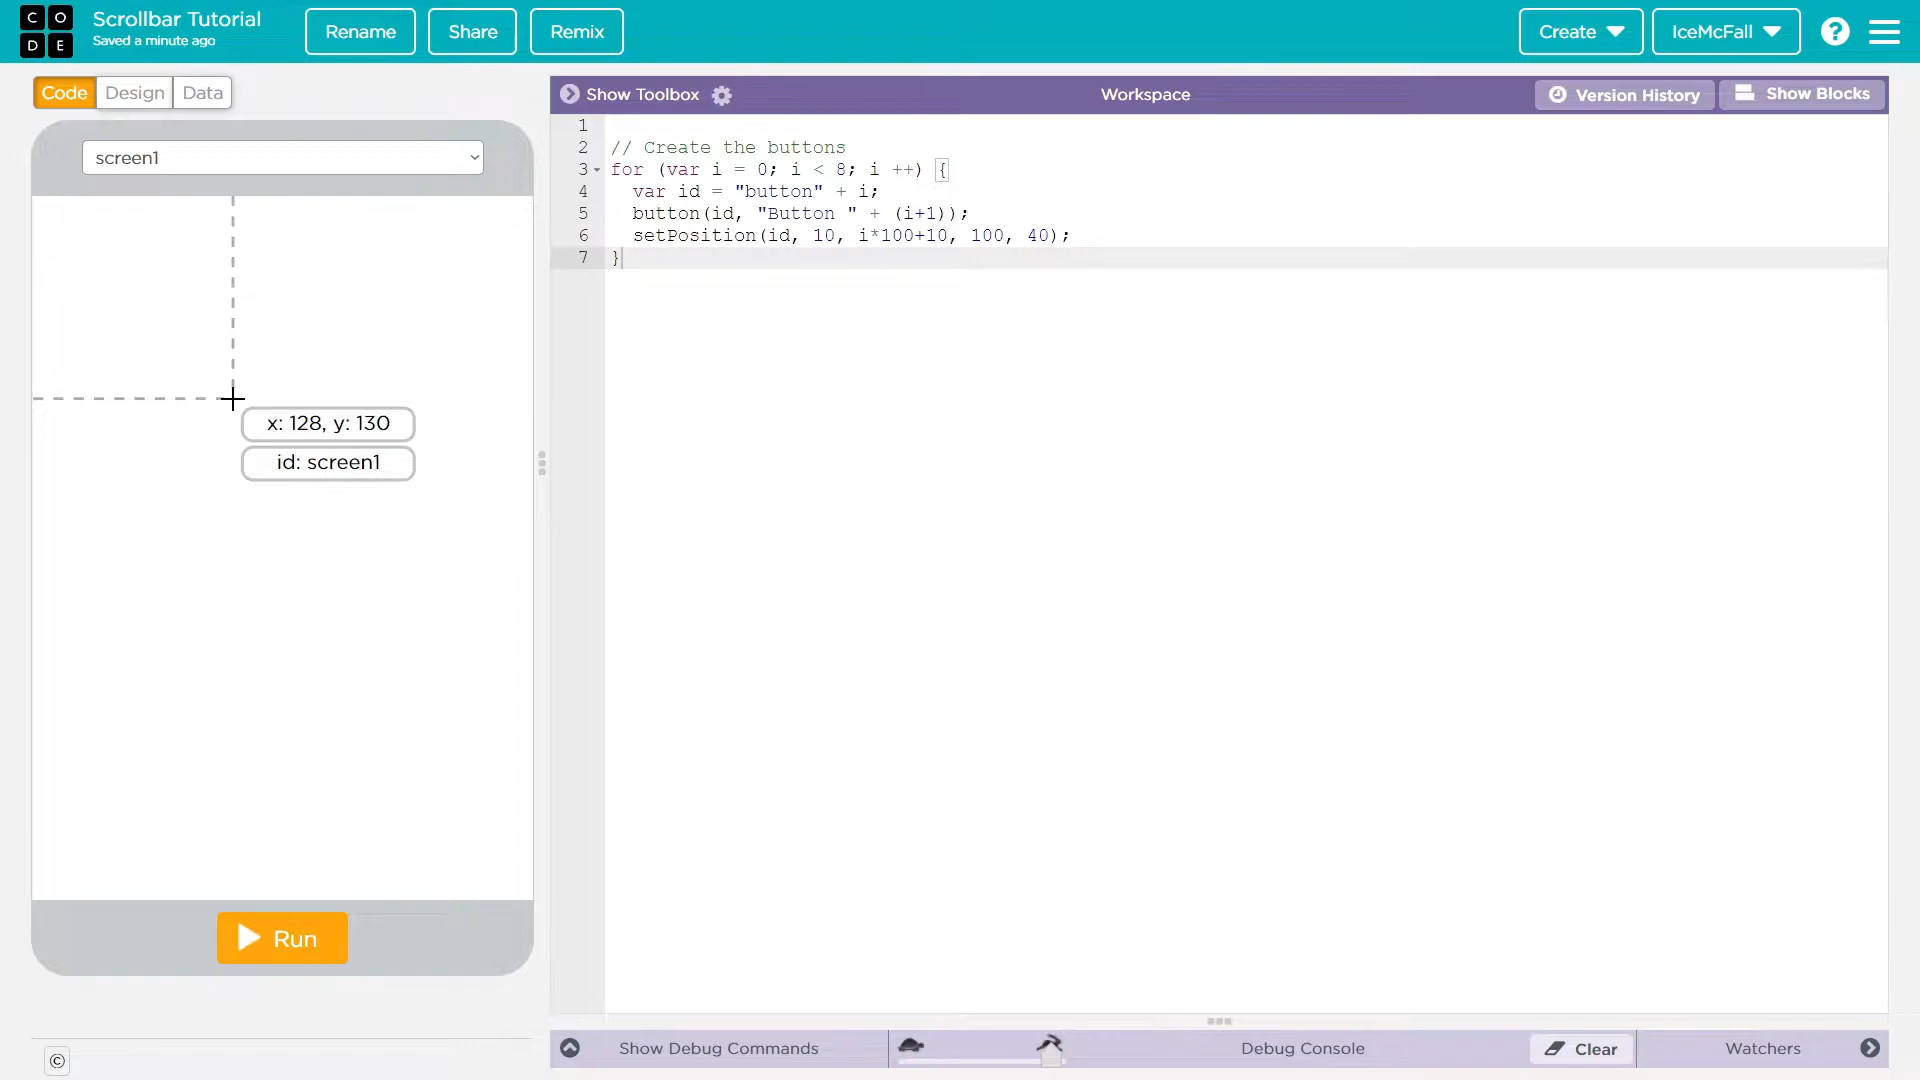 C O
D E
Scrollbar Tutorial
Saved a minute ago
Rename
Share
Remix
Create
IceMcFall
?
Code
Design
Data
Show Toolbox
Workspace
Version History
Show Blocks
screen1
1
2 // Create the buttons
3 for (var i = 0; i < 8; i ++) {
4 var id = "button" + i;
5 button(id, "Button " + (i+1));
6 setPosition(id, 10, i*100+10, 100, 40);
7 }
x: 128, y: 130
id: screen1
Run
Show Debug Commands
Debug Console
Clear
Watchers
©